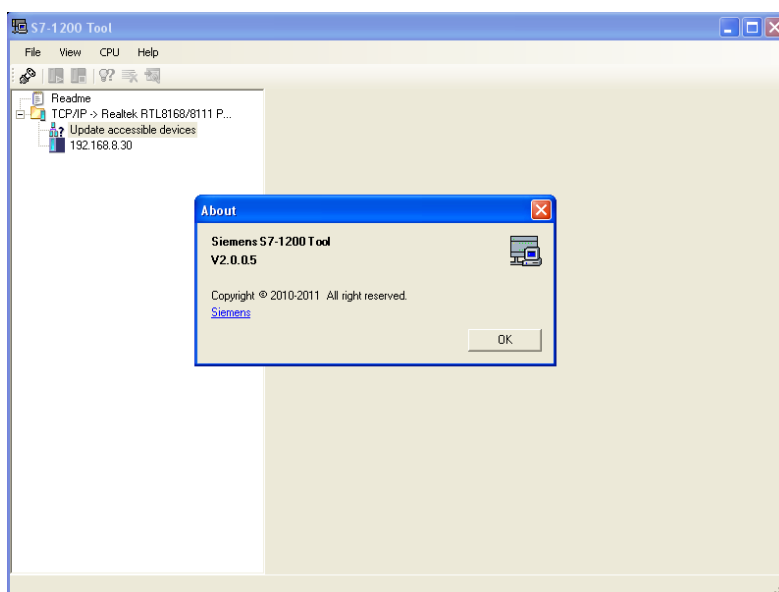 S7-1200 Tool
File View CPU Help
Readme
TCP/IP -> Realtek RTL8168/8111 P...
Update accessible devices
192.168.8.30
About
Siemens S7-1200 Tool
V2.0.0.5
Copyright © 2010-2011 All right reserved.
Siemens
OK